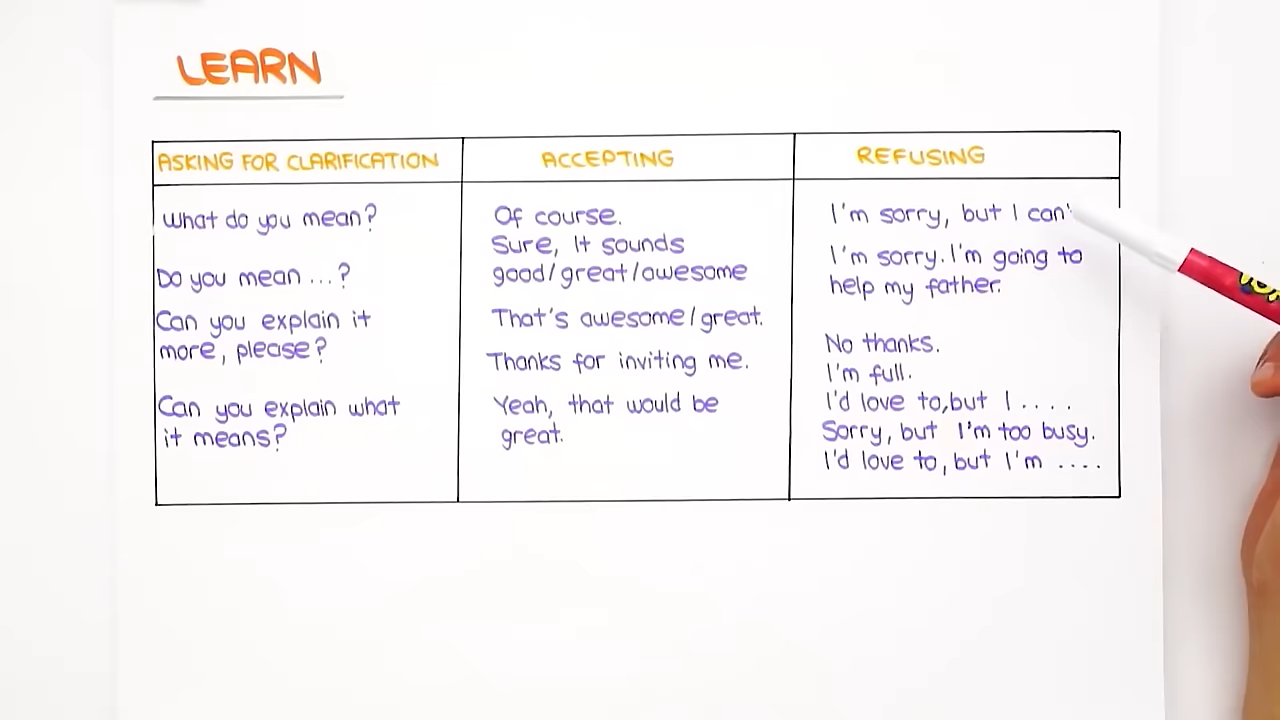 LEARN
ASKING FOR CLARIFICATION
What do you mean?
Do you mean ...?
Can you explain it
more, please?
Can you explain what
it means?
ACCEPTING
Of course.
Sure, It sounds
good/great/awesome
That's awesome/great.
Thanks for inviting me.
Yeah, that would be
great.
REFUSING
I'm sorry, but I can'
I'm sorry. I'm going to
help my father.
No thanks.
I'm full.
I'd love to, but I ....
Sorry, but I'm too busy.
I'd love to, but I'm ....